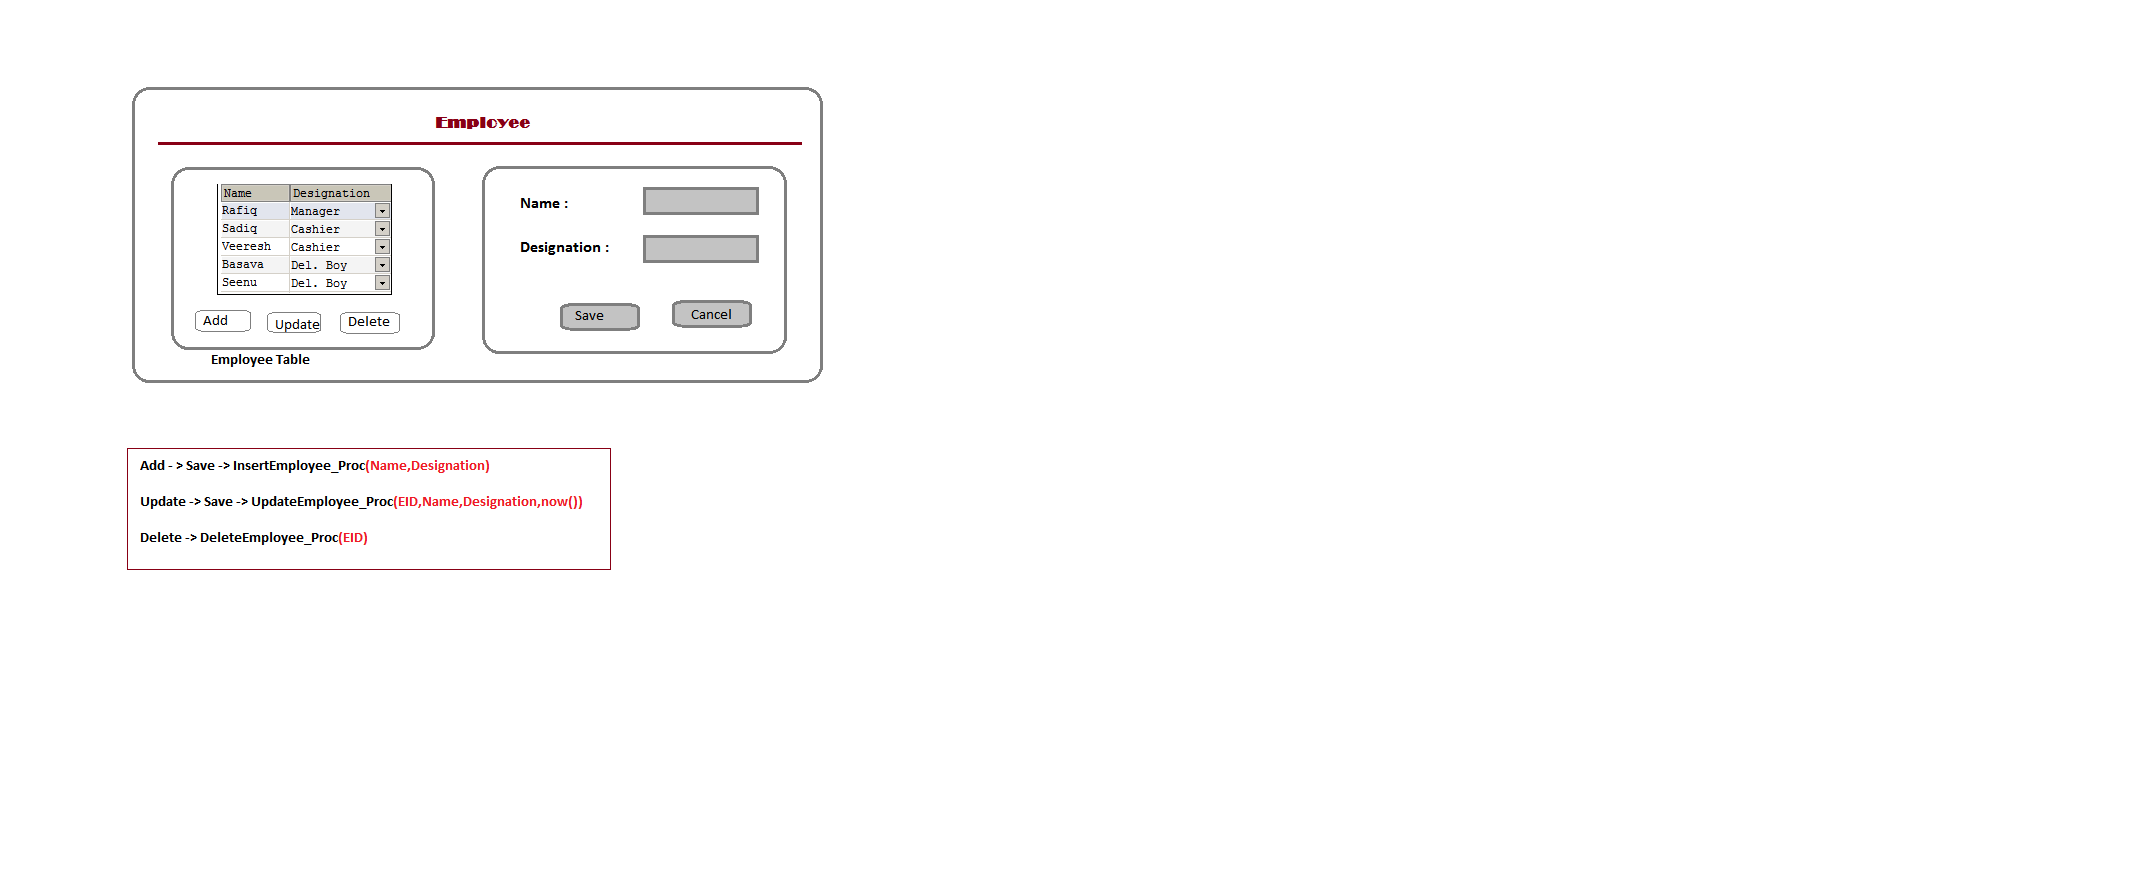 Employee
Name Designation
Rafiq Manager
Sadiq Cashier
Veeresh Cashier
Basava Del. Boy
Seenu Del. Boy
Add Update Delete
Employee Table
Name :
Designation :
Save Cancel
Add - > Save -> InsertEmployee_Proc(Name,Designation)
Update -> Save -> UpdateEmployee_Proc(EID,Name,Designation,now())
Delete -> DeleteEmployee_Proc(EID)